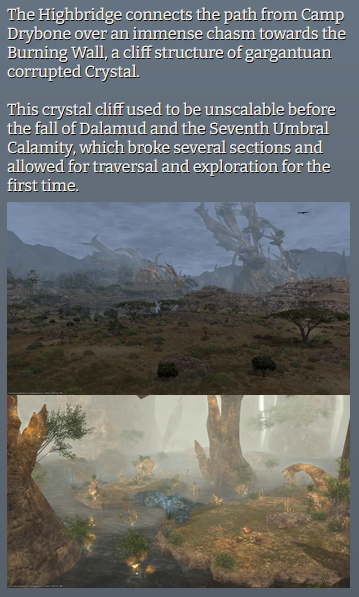 The Highbridge connects the path from Camp
Drybone over an immense chasm towards the
Burning Wall, a cliff structure of gargantuan
corrupted Crystal.
This crystal cliff used to be unscalable before
the fall of Dalamud and the Seventh Umbral
Calamity, which broke several sections and
allowed for traversal and exploration for the
first time.